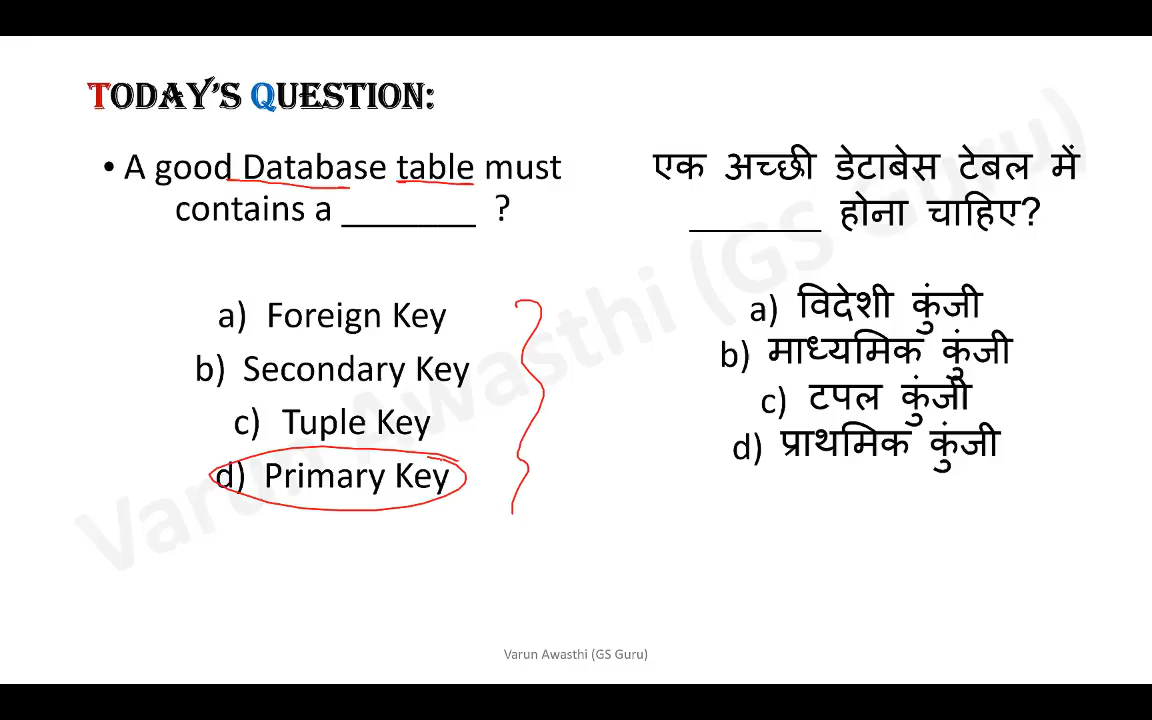 TODAY'S QUESTION:
• A good Database table must
contains a ________ ?
a) Foreign Key
b) Secondary Key
c) Tuple Key
d) Primary Key
एक अच्छी डेटाबेस टेबल में
________ होना चाहिए?
a) विदेशी कुंजी
b) माध्यमिक कुंजी
c) टपल कुंजी
d) प्राथमिक कुंजी
Varun Awasthi (GS Guru)
Varun Awasthi (GS Guru)